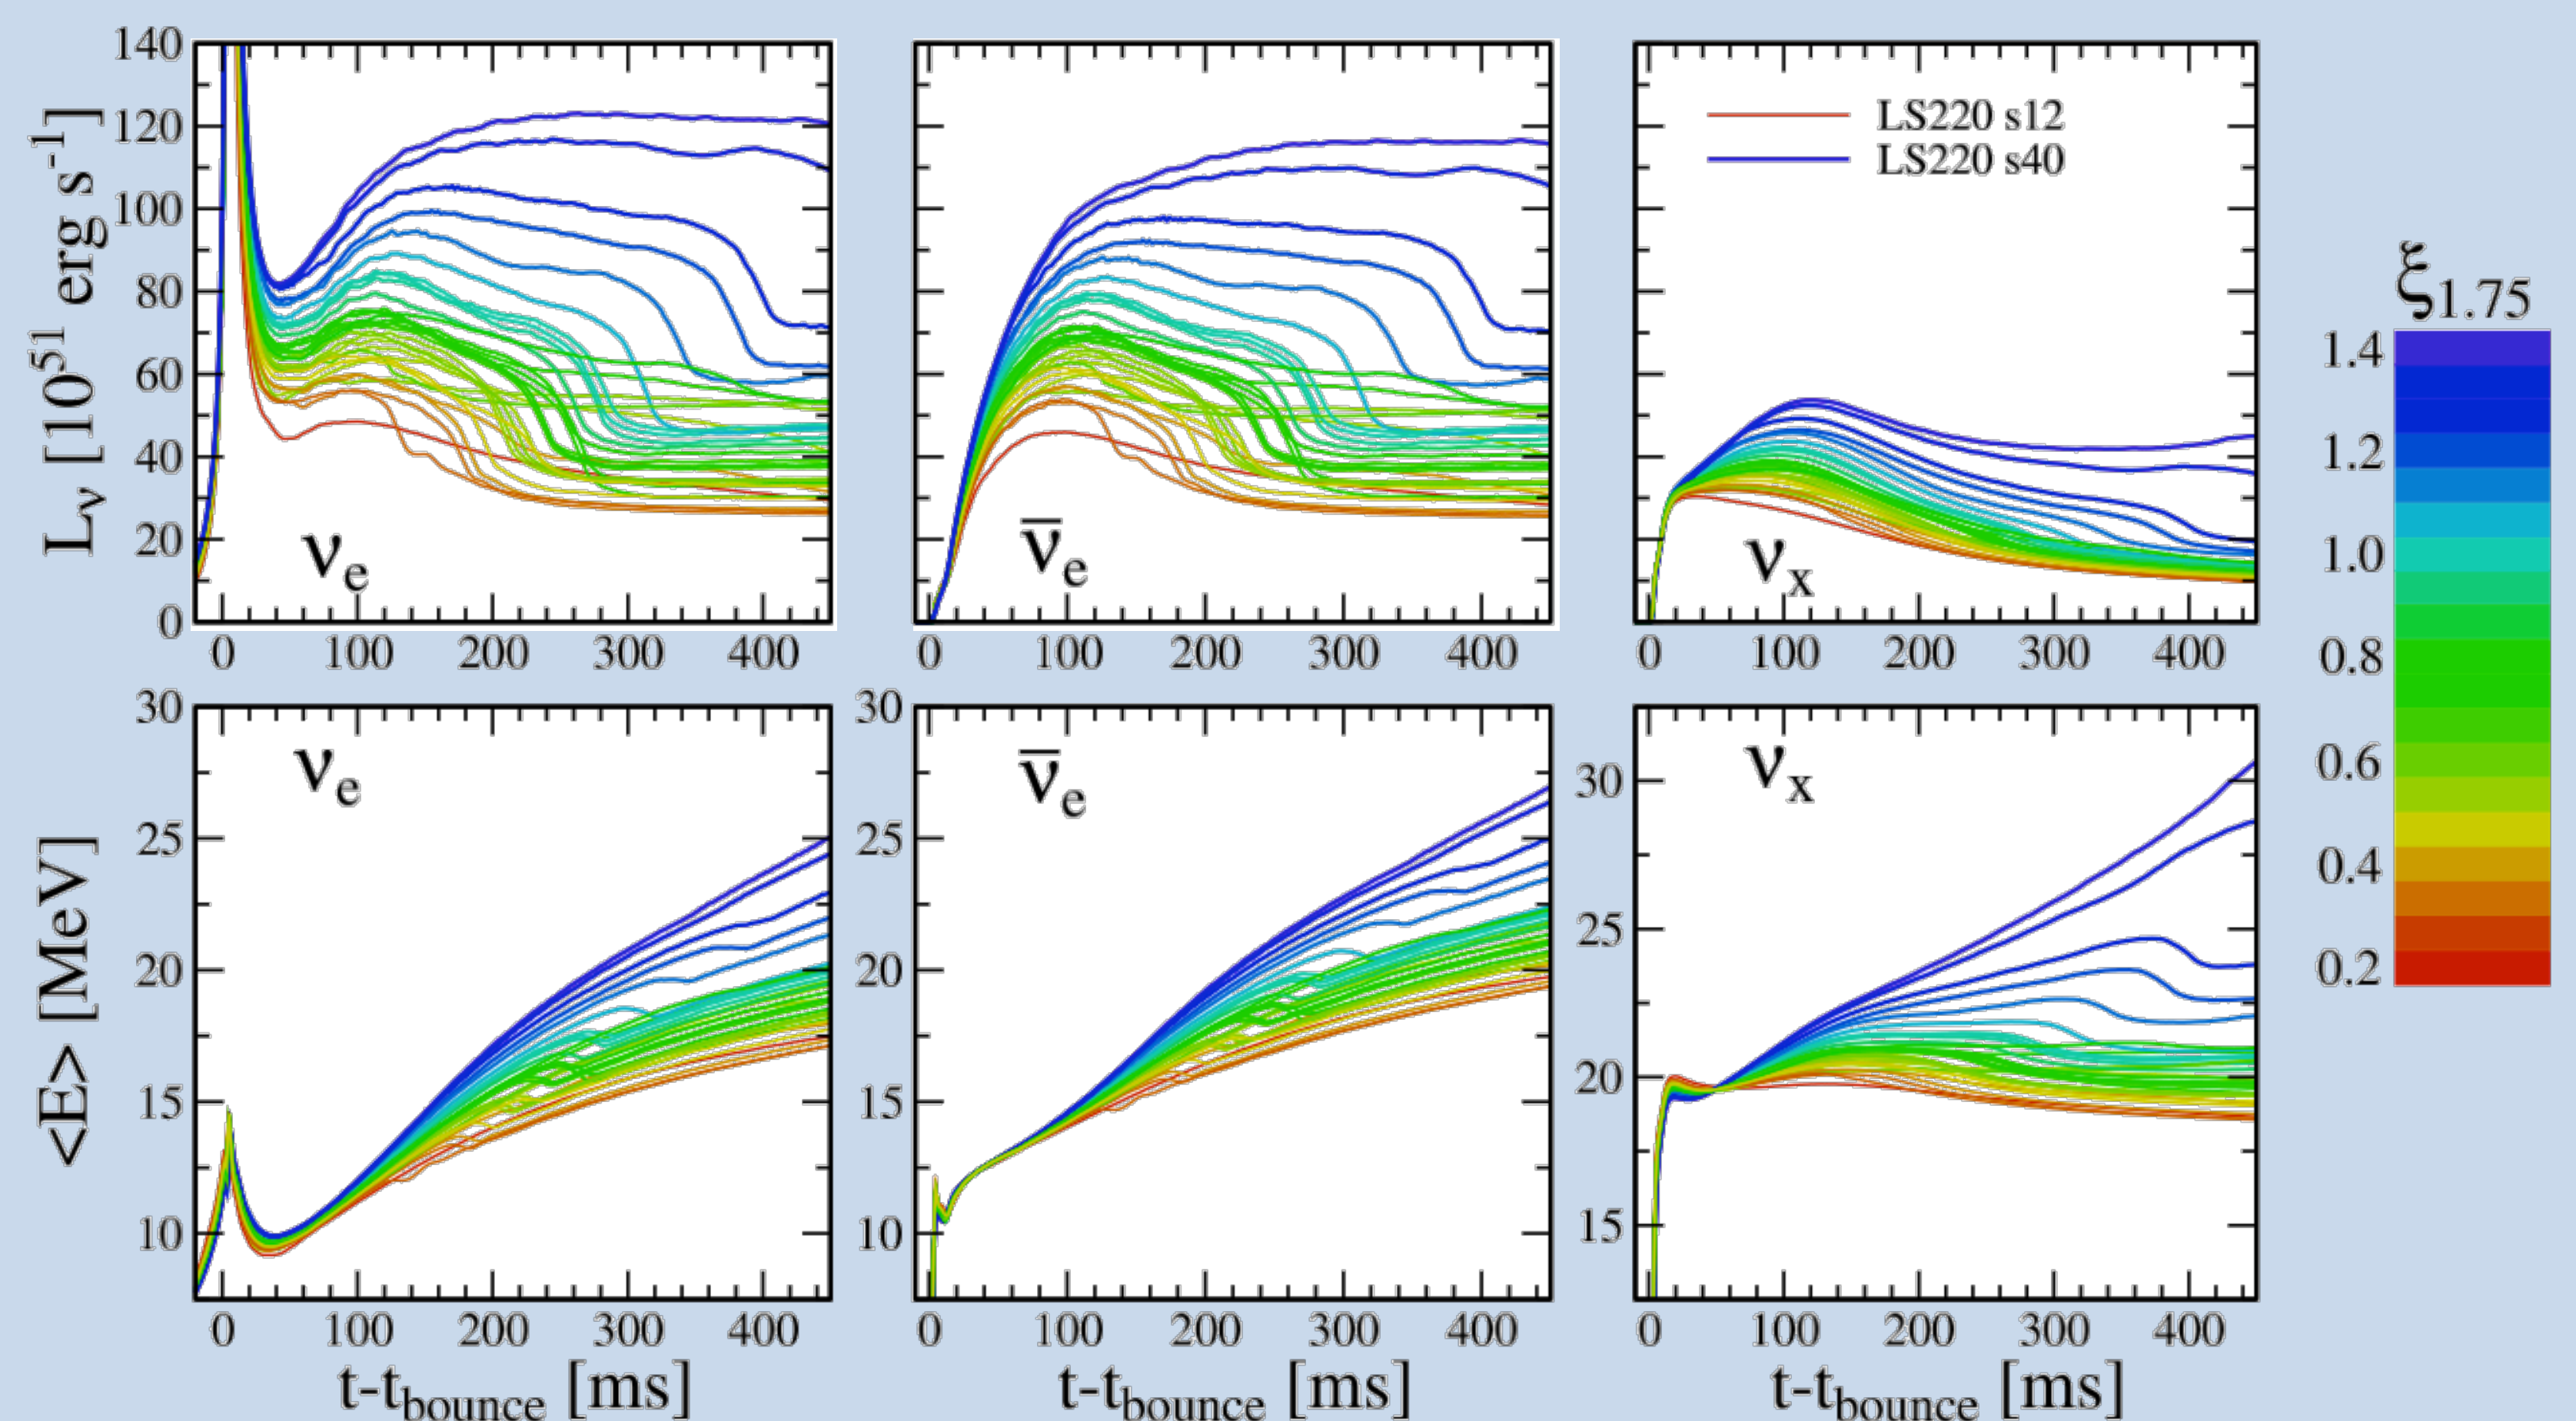 140
120
100
80
60
40
20
0
L_ν [10^51 erg s^-1]
ν_e
0 100 200 300 400
ν̅_e
0 100 200 300 400
LS220 s12
LS220 s40
ν_x
0 100 200 300 400
ξ_1.75
1.4
1.2
1.0
0.8
0.6
0.4
0.2
30
25
20
15
10
<E> [MeV]
ν_e
0 100 200 300 400
t-t_bounce [ms]
30
25
20
15
10
ν̅_e
0 100 200 300 400
t-t_bounce [ms]
30
25
20
15
ν_x
0 100 200 300 400
t-t_bounce [ms]